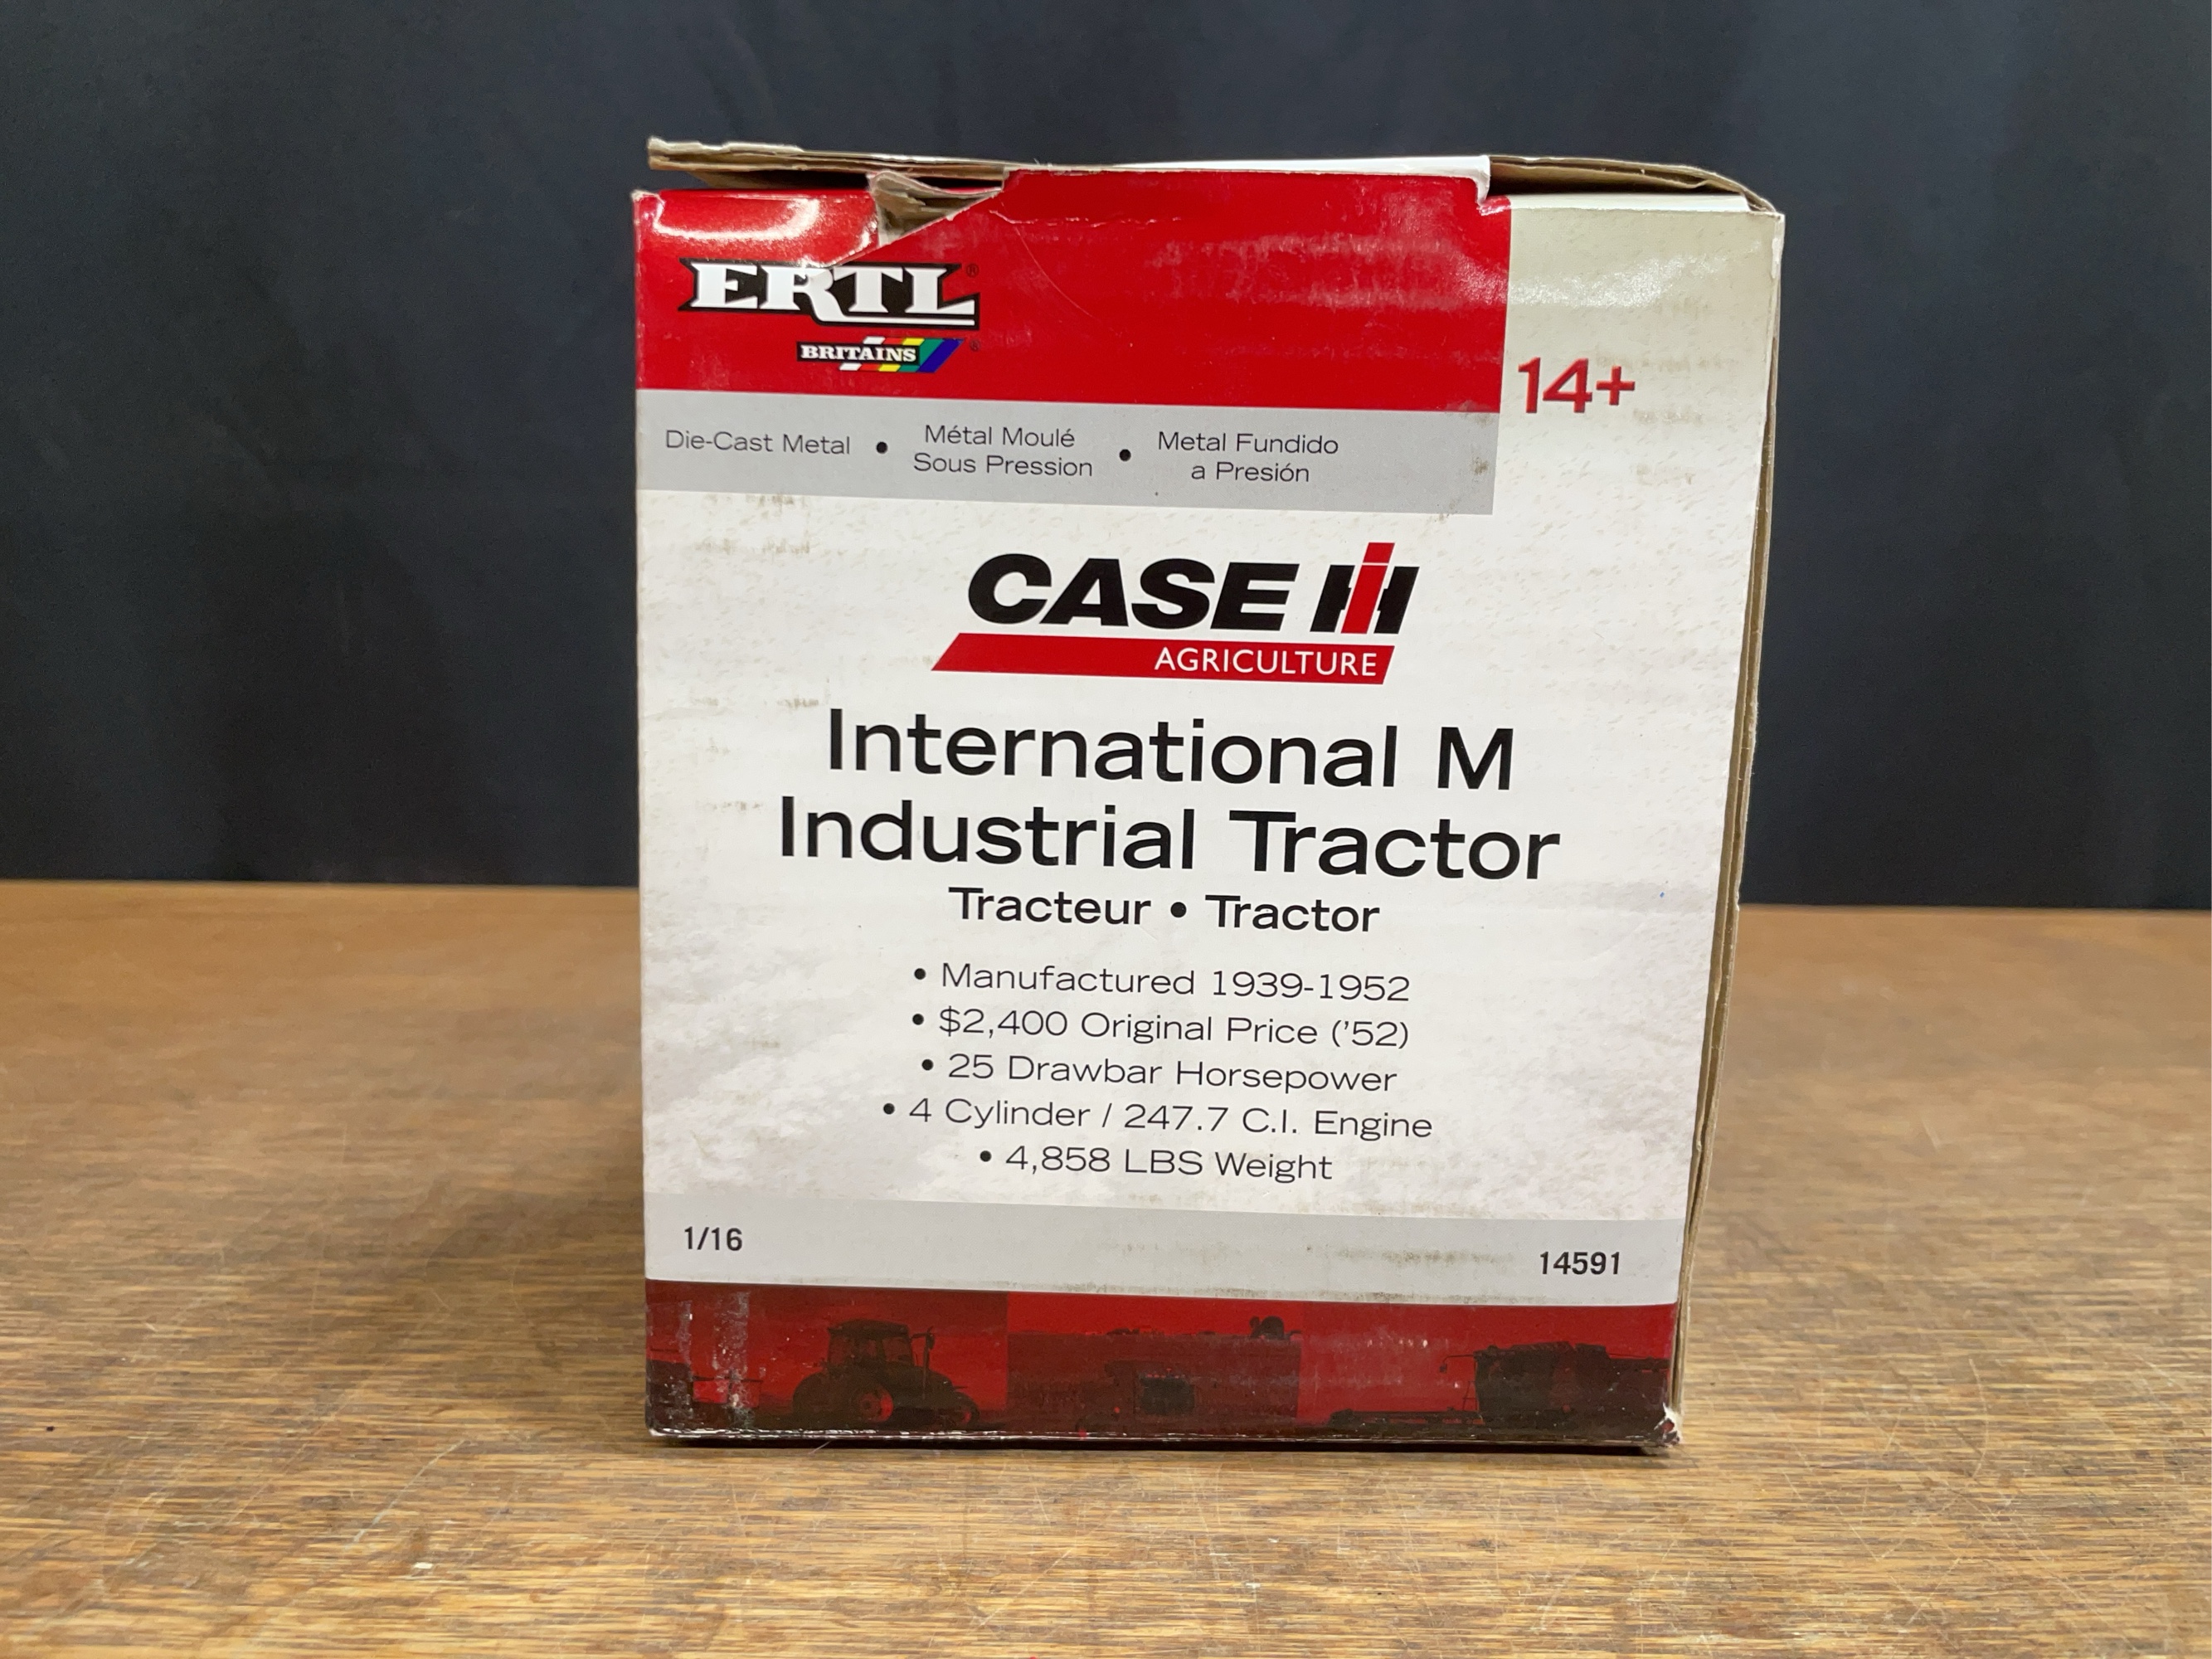 ERTL®
BRITAINS®
14+
Die-Cast Metal • Métal Moulé Sous Pression • Metal Fundido a Presión
CASE IH
AGRICULTURE
International M
Industrial Tractor
Tracteur • Tractor
• Manufactured 1939-1952
• $2,400 Original Price ('52)
• 25 Drawbar Horsepower
• 4 Cylinder / 247.7 C.I. Engine
• 4,858 LBS Weight
1/16
14591